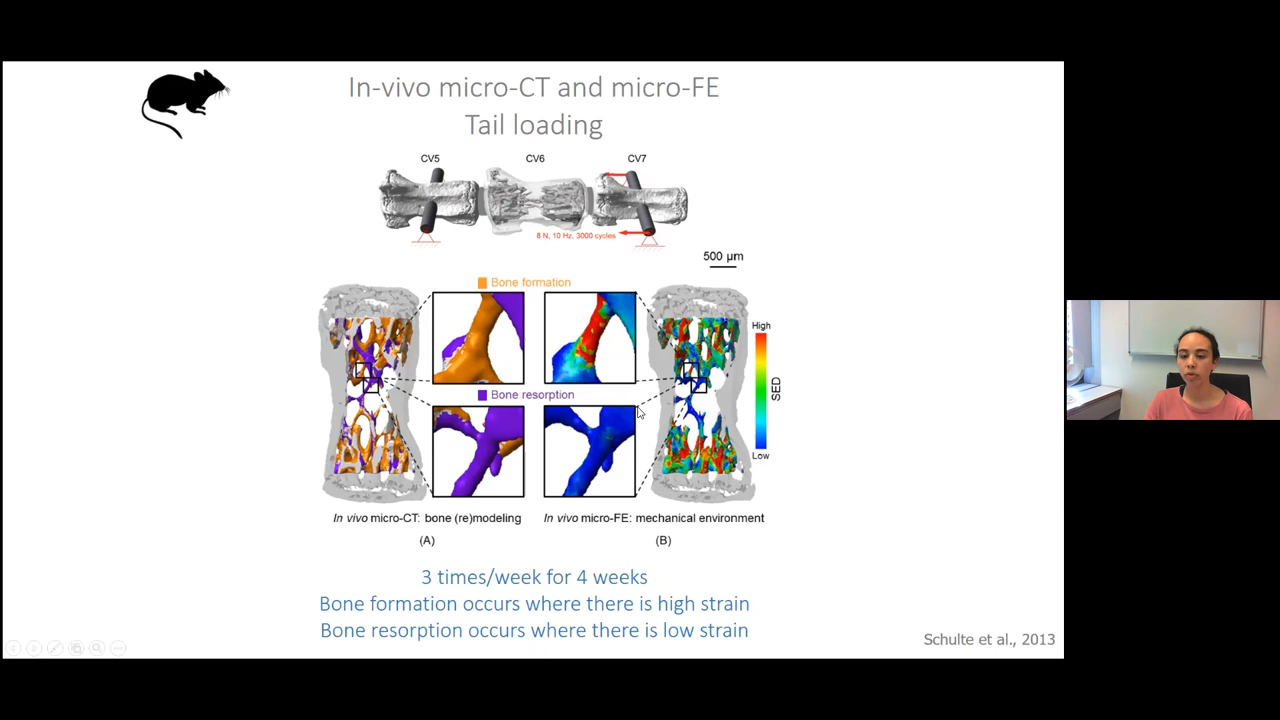 In-vivo micro-CT and micro-FE
Tail loading
CV5
CV6
CV7
8 N, 10 Hz, 3000 cycles
500 µm
Bone formation
Bone resorption
High
SED
Low
In vivo micro-CT: bone (re)modeling
In vivo micro-FE: mechanical environment
(A)
(B)
3 times/week for 4 weeks
Bone formation occurs where there is high strain
Bone resorption occurs where there is low strain
Schulte et al., 2013